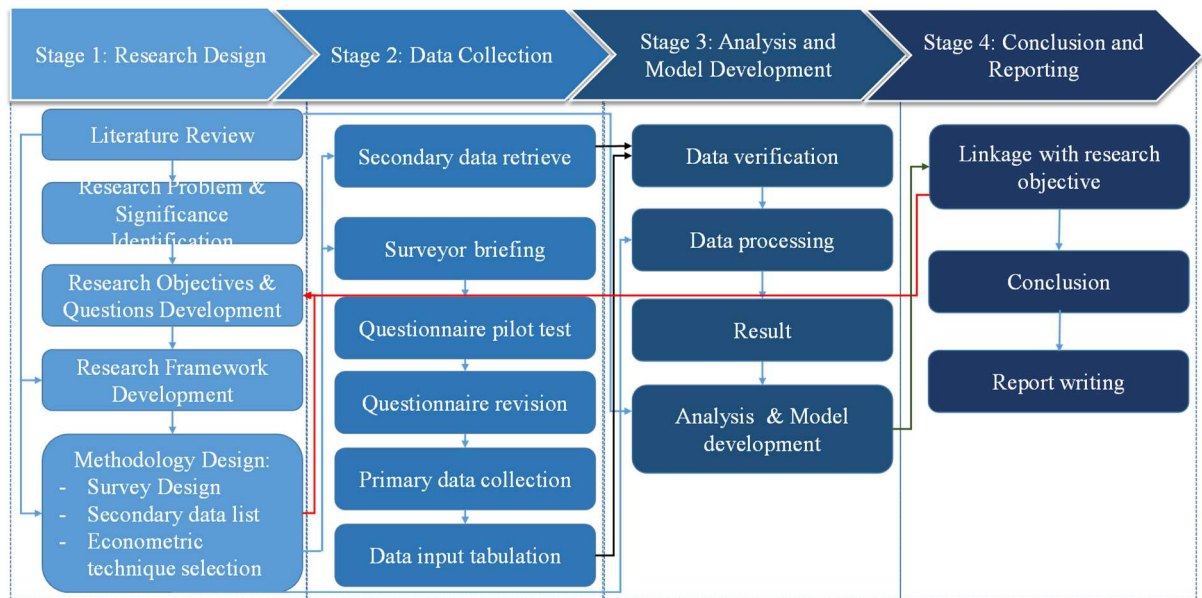 Stage 1: Research Design
Stage 2: Data Collection
Stage 3: Analysis and
Model Development
Stage 4: Conclusion and
Reporting
Literature Review
Research Problem &
Significance
Identification
Research Objectives &
Questions Development
Research Framework
Development
Methodology Design:
- Survey Design
- Secondary data list
- Econometric
technique selection
Secondary data retrieve
Surveyor briefing
Questionnaire pilot test
Questionnaire revision
Primary data collection
Data input tabulation
Data verification
Data processing
Result
Analysis & Model
development
Linkage with research
objective
Conclusion
Report writing